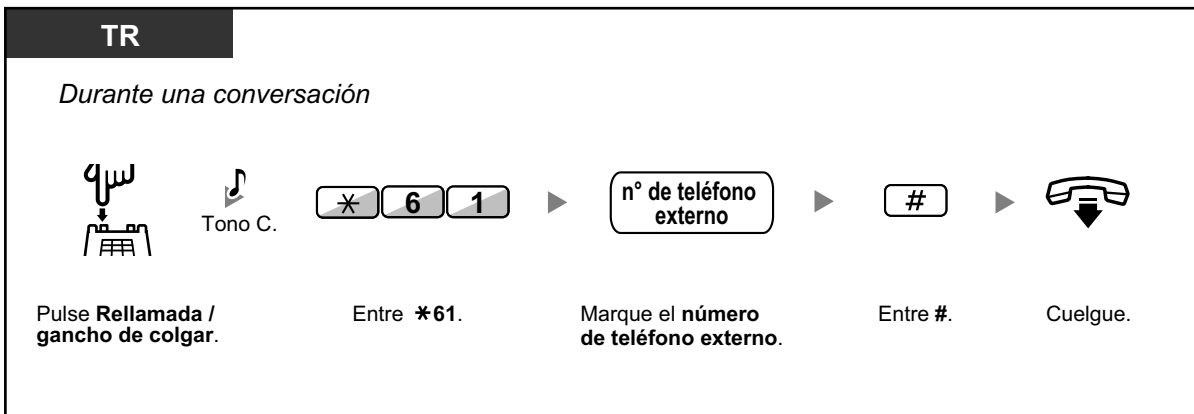 TR
Durante una conversación
Tono C.
* 6 1
n° de teléfono
externo
#
Pulse Rellamada /
gancho de colgar.
Entre *61.
Marque el número
de teléfono externo.
Entre #.
Cuelgue.